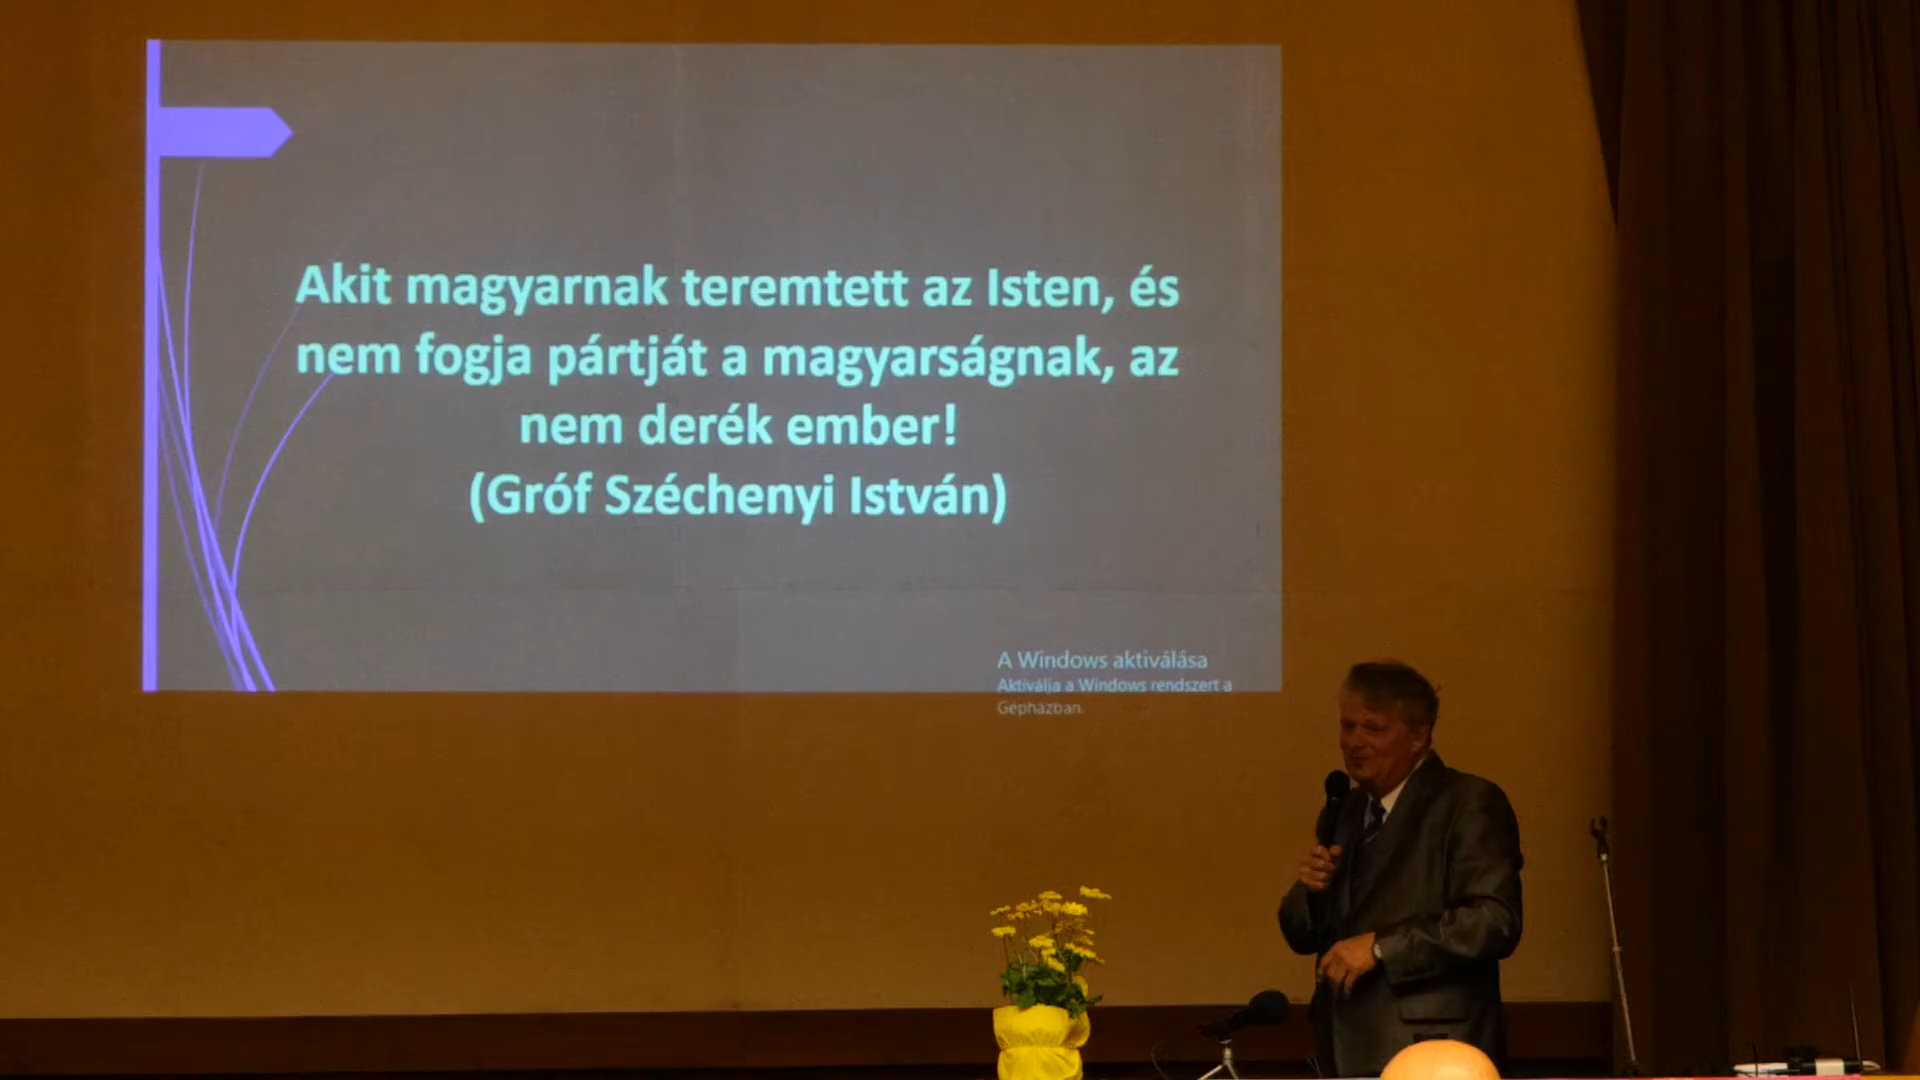 Akit magyarnak teremtett az Isten, és
nem fogja pártját a magyarságnak, az
nem derék ember!
(Gróf Széchenyi István)
A Windows aktiválása
Aktiválja a Windows rendszert a
Gépházban.